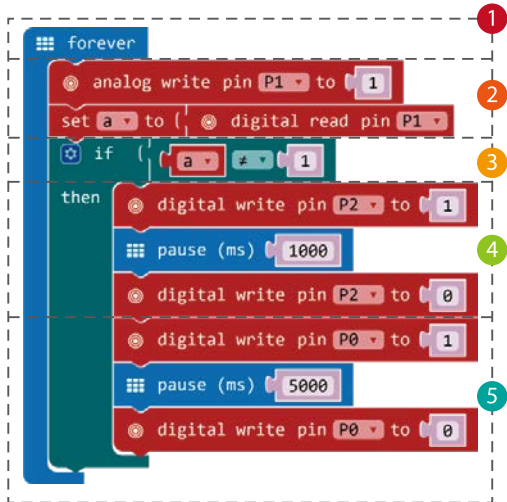 forever
1
analog write pin P1 to 1
2
set a to ( digital read pin P1
if ( a ≠ 1
3
then
digital write pin P2 to 1
pause (ms) 1000
4
digital write pin P2 to 0
digital write pin P0 to 1
pause (ms) 5000
5
digital write pin P0 to 0